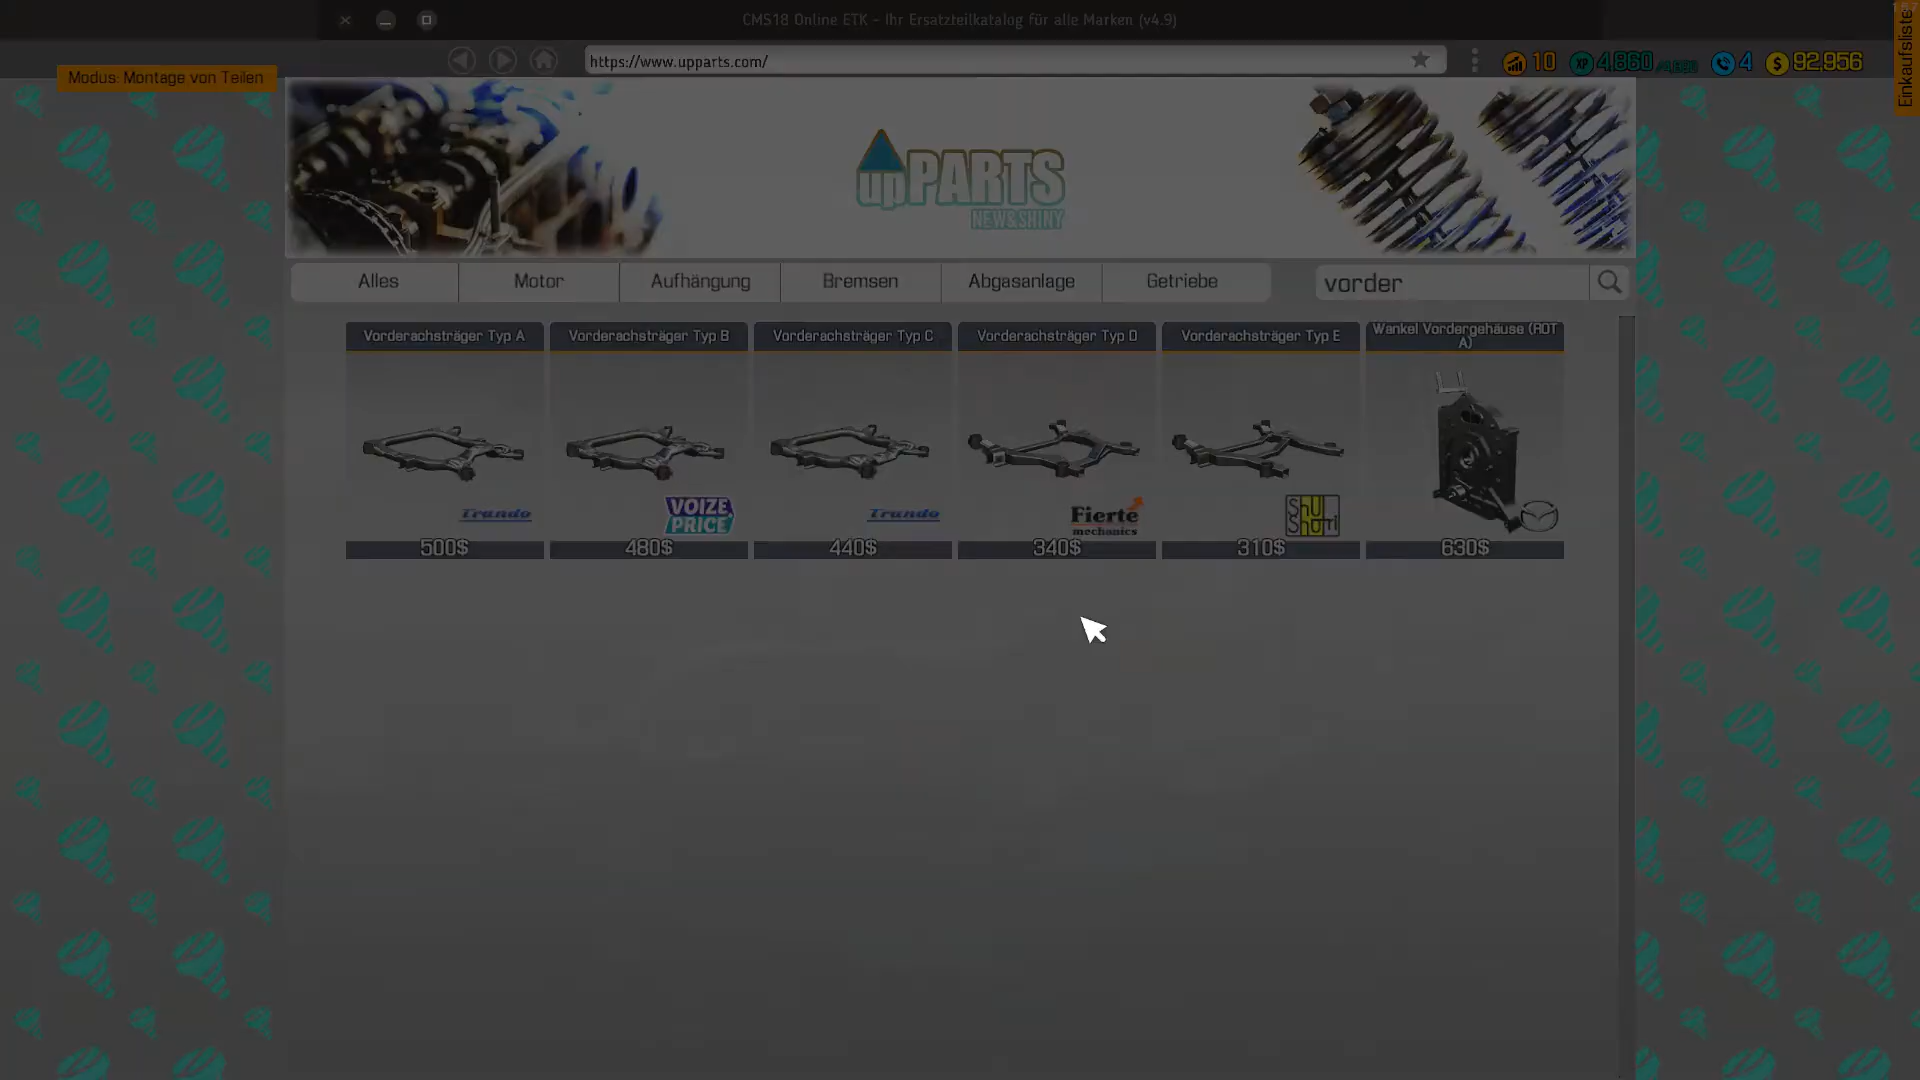 CMS18 Online ETK - Ihr Ersatzteilkatalog für alle Marken (v4.9)
https://www.upparts.com/
10
XP 4,860
4
$ 92,956
Einkaufsliste
Modus: Montage von Teilen
upPARTS
NEW&SHINY
Alles
Motor
Aufhängung
Bremsen
Abgasanlage
Getriebe
vorder
Vorderachsträger Typ A
Vorderachsträger Typ B
Vorderachsträger Typ C
Vorderachsträger Typ D
Vorderachsträger Typ E
Wankel Vordergehäuse (ROT
A)
Trando
VOIZE
PRICE
Trando
Fierte
mechanics
Shu
Shurri
500$
480$
440$
340$
310$
630$